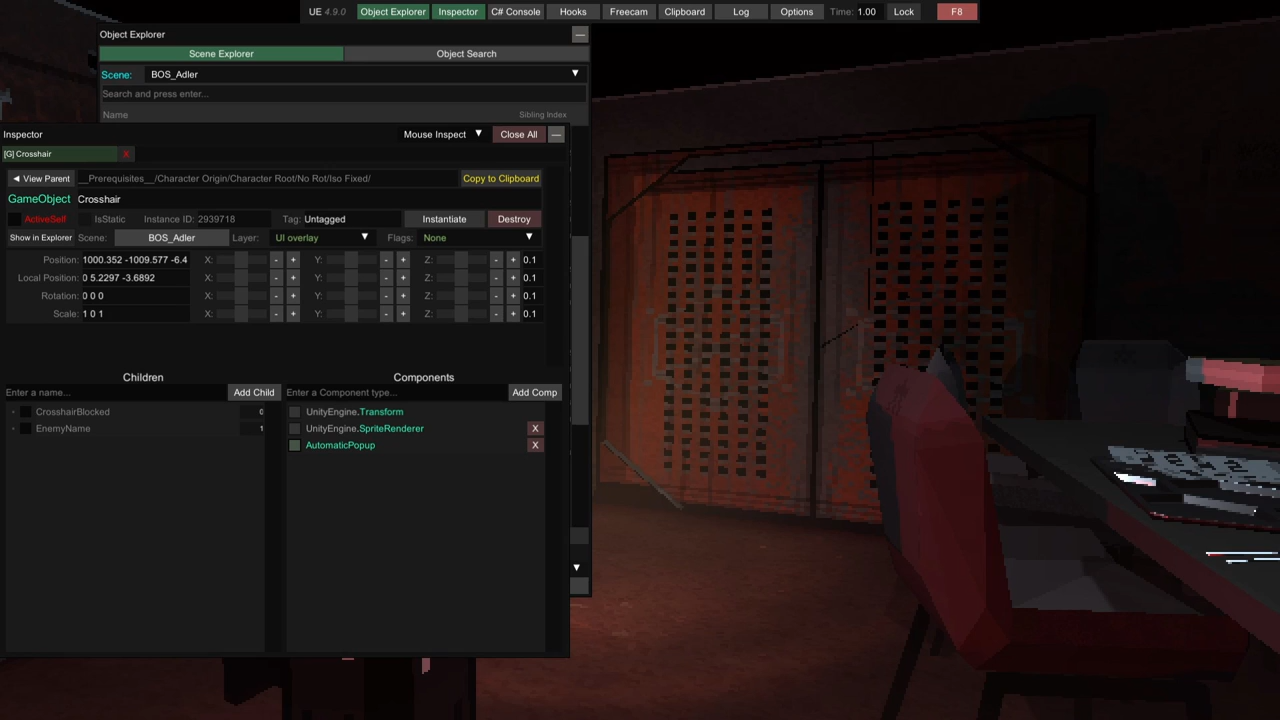 UE 4.9.0 Object Explorer Inspector C# Console Hooks Freecam Clipboard Log Options Time: 1.00 Lock F8
Object Explorer —
Scene Explorer Object Search
Scene: BOS_Adler ▼
Search and press enter...
Name Sibling Index
Inspector Mouse Inspect ▼ Close All —
[G] Crosshair X
◄ View Parent __Prerequisites__/Character Origin/Character Root/No Rot/Iso Fixed/ Copy to Clipboard
GameObject Crosshair
ActiveSelf IsStatic Instance ID: 2939718 Tag: Untagged Instantiate Destroy
Show in Explorer Scene: BOS_Adler Layer: UI overlay ▼ Flags: None ▼
Position: 1000.352 -1009.577 -6.4 X: - + Y: - + Z: - + 0.1
Local Position: 0 5.2297 -3.6892 X: - + Y: - + Z: - + 0.1
Rotation: 0 0 0 X: - + Y: - + Z: - + 0.1
Scale: 1 0 1 X: - + Y: - + Z: - + 0.1
Children Components
Enter a name... Add Child Enter a Component type... Add Comp
CrosshairBlocked 0 UnityEngine.Transform
EnemyName 1 UnityEngine.SpriteRenderer X
AutomaticPopup X
▼